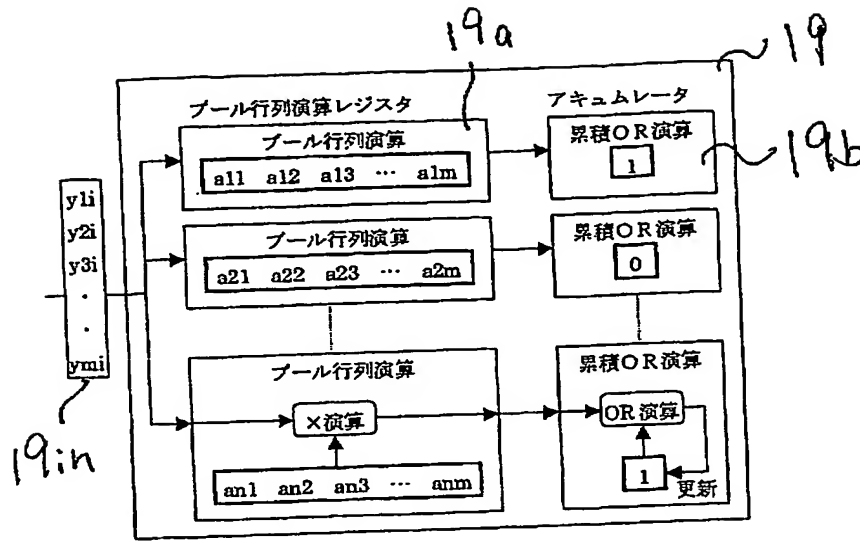 19a
19
ブール行列演算レジスタ
アキュムレータ
ブール行列演算
a11 a12 a13 … a1m
累積OR演算
1
19b
y1i
y2i
y3i
・
・
ymi
ブール行列演算
a21 a22 a23 … a2m
累積OR演算
0
ブール行列演算
×演算
an1 an2 an3 … anm
累積OR演算
OR演算
1
更新
19in